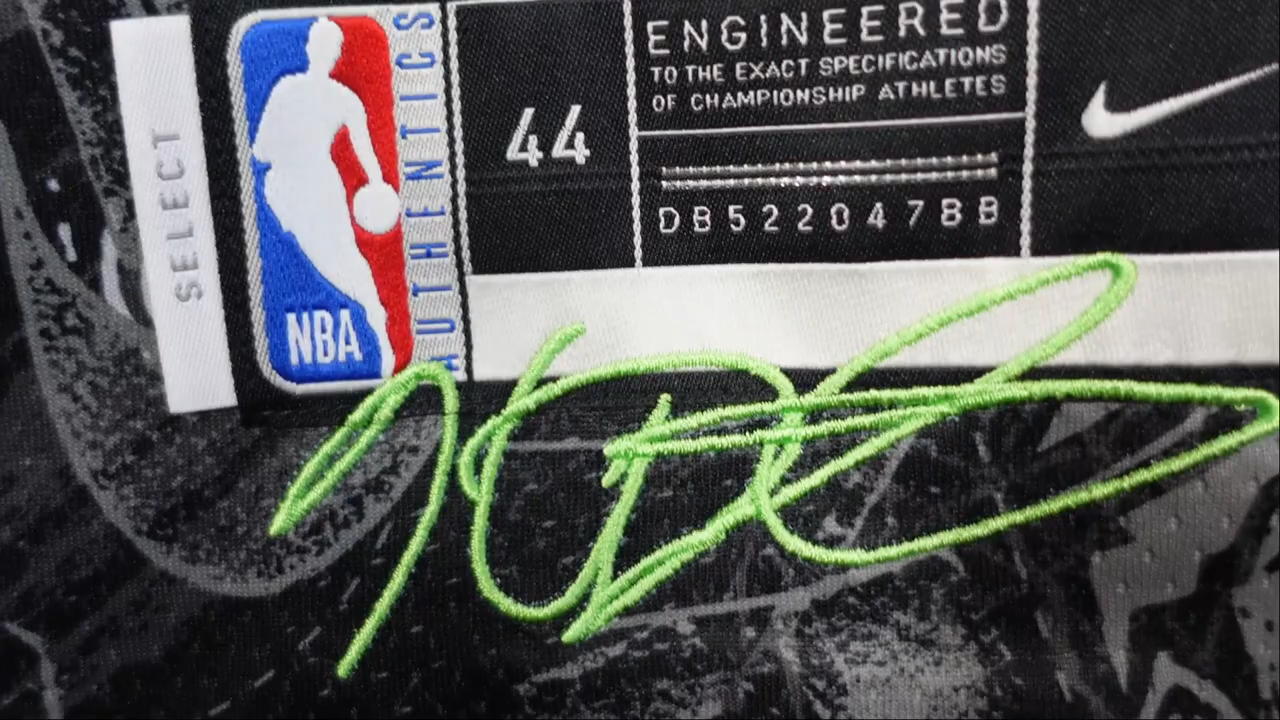 SELECT
NBA
AUTHENTICS
44
ENGINEERED
TO THE EXACT SPECIFICATIONS
OF CHAMPIONSHIP ATHLETES
DB522047BB